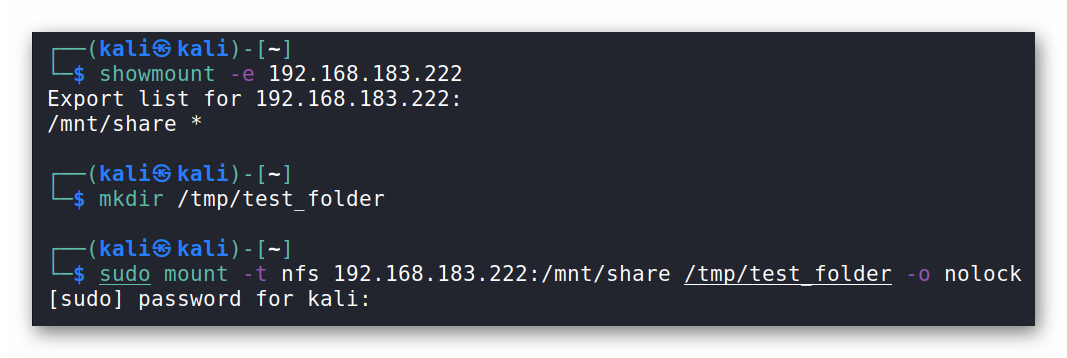 ┌──(kali㉿kali)-[~]
└─$ showmount -e 192.168.183.222
Export list for 192.168.183.222:
/mnt/share *
┌──(kali㉿kali)-[~]
└─$ mkdir /tmp/test_folder
┌──(kali㉿kali)-[~]
└─$ sudo mount -t nfs 192.168.183.222:/mnt/share /tmp/test_folder -o nolock
[sudo] password for kali: